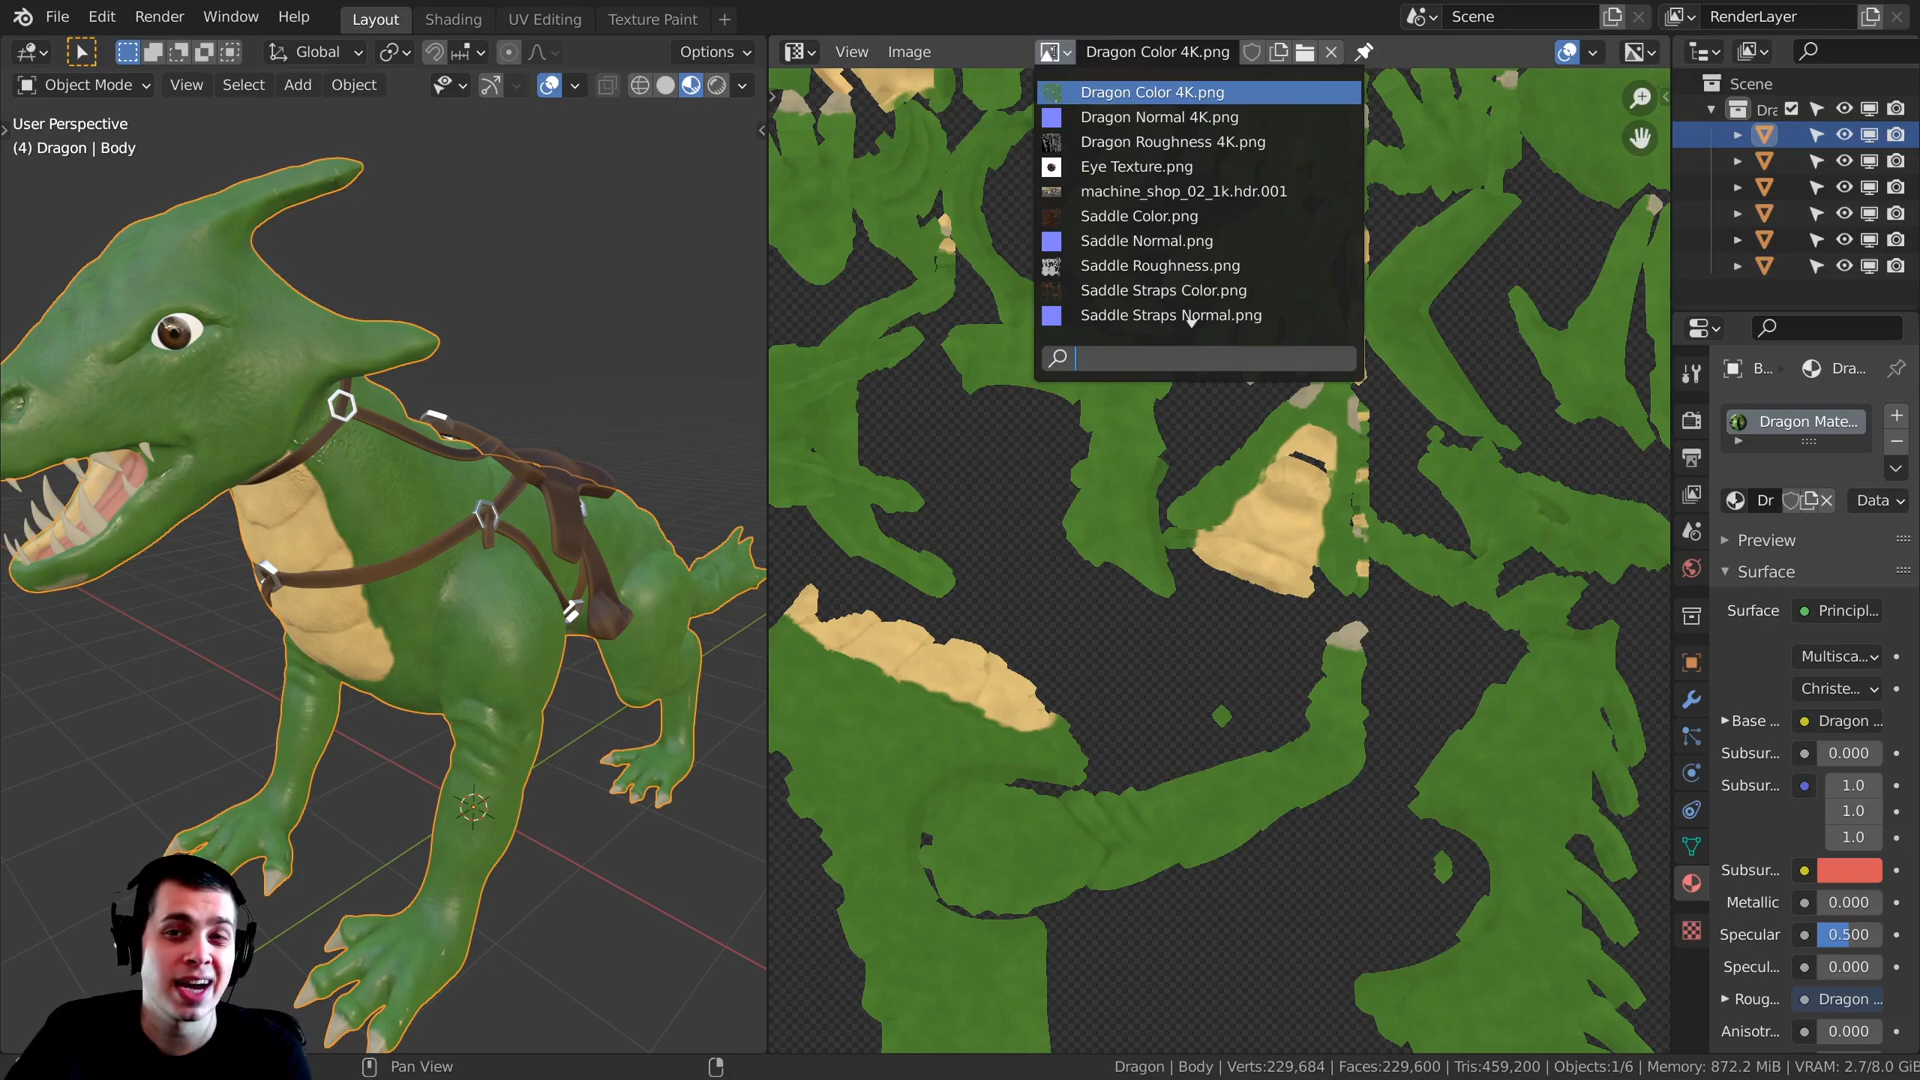 File Edit Render Window Help Layout Shading UV Editing Texture Paint + Scene RenderLayer
Global Options View Image Dragon Color 4K.png
Object Mode View Select Add Object
User Perspective
(4) Dragon | Body
Dragon Color 4K.png
Dragon Normal 4K.png
Dragon Roughness 4K.png
Eye Texture.png
machine_shop_02_1k.hdr.001
Saddle Color.png
Saddle Normal.png
Saddle Roughness.png
Saddle Straps Color.png
Saddle Straps Normal.png
Scene
Dra
B... Dra...
Dragon Mate...
Dr Data
Preview
Surface
Surface Principl...
Multisca...
Christe...
Base ... Dragon ...
Subsur... 0.000
Subsur... 1.0
1.0
1.0
Subsur...
Metallic 0.000
Specular 0.500
Specul... 0.000
Roug... Dragon ...
Anisotr... 0.000
Pan View Dragon | Body | Verts:229,684 | Faces:229,600 | Tris:459,200 | Objects:1/6 | Memory: 872.2 MiB | VRAM: 2.7/8.0 GiB